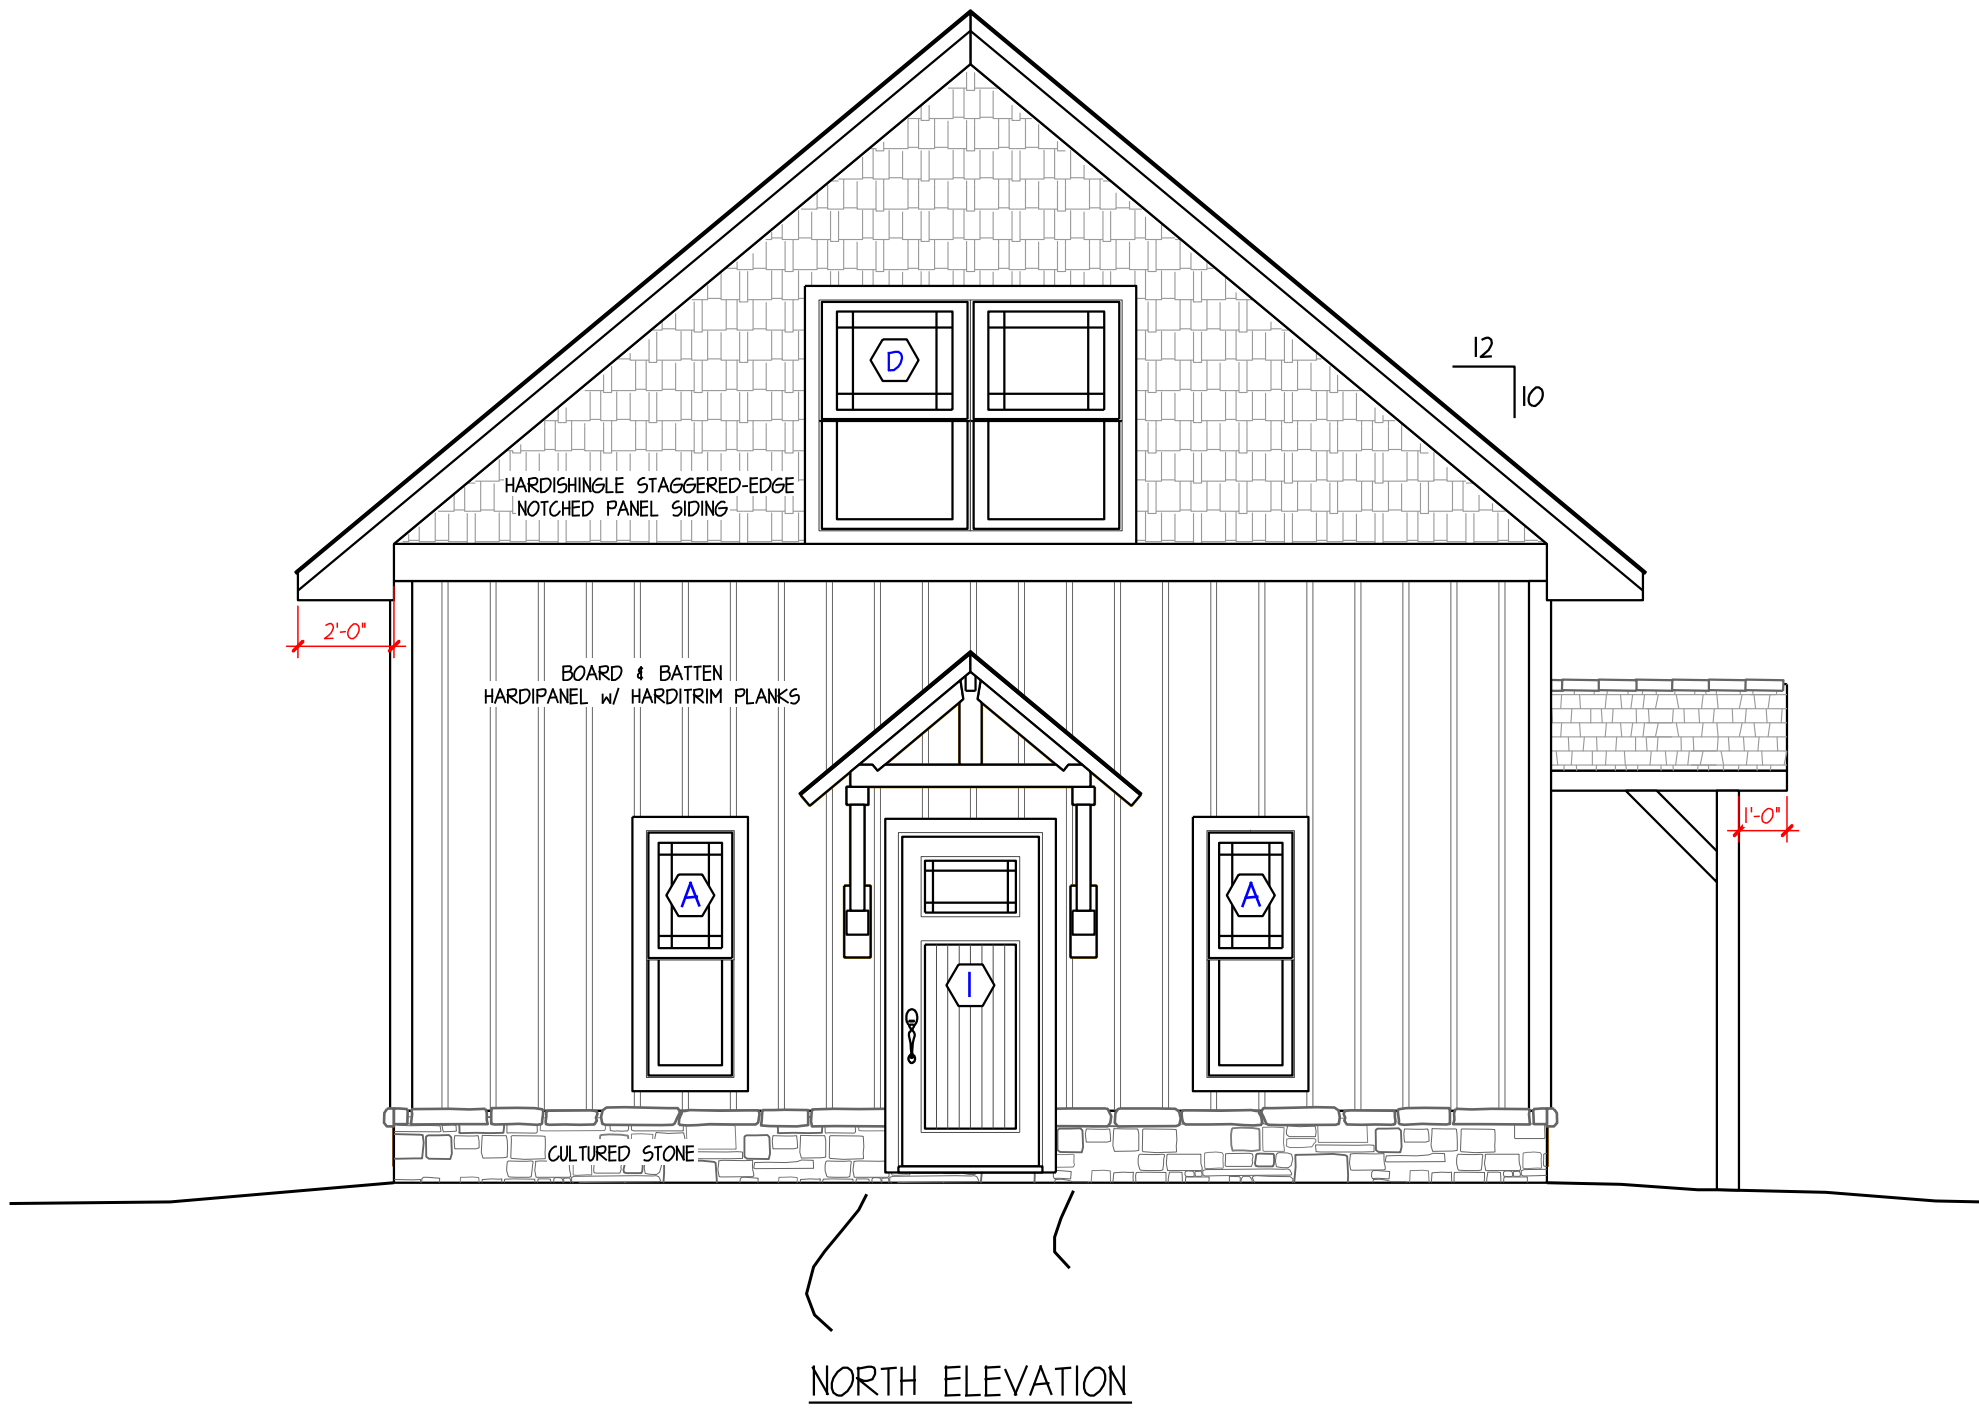 D
12
10
HARDISHINGLE STAGGERED-EDGE
NOTCHED PANEL SIDING
2'-0"
BOARD & BATTEN
HARDIPANEL w/ HARDITRIM PLANKS
1'-0"
A
A
1
CULTURED STONE
NORTH ELEVATION